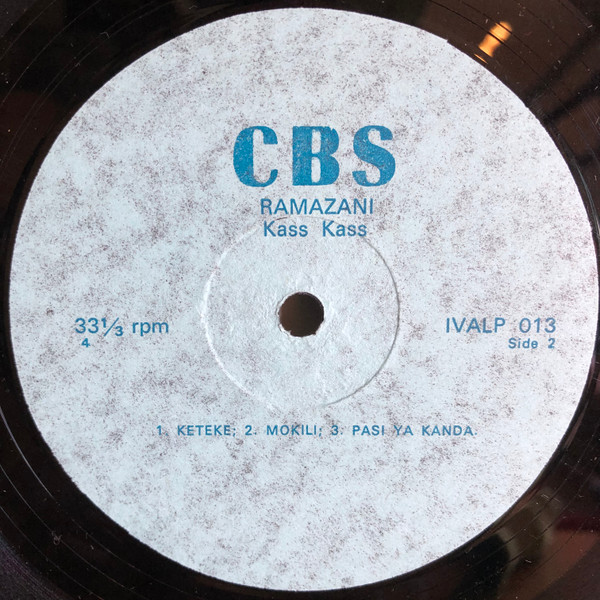 CBS
RAMAZANI
Kass Kass
33⅓ rpm
4
IVALP 013
Side 2
1. KETEKE; 2. MOKILI; 3. PASI YA KANDA.